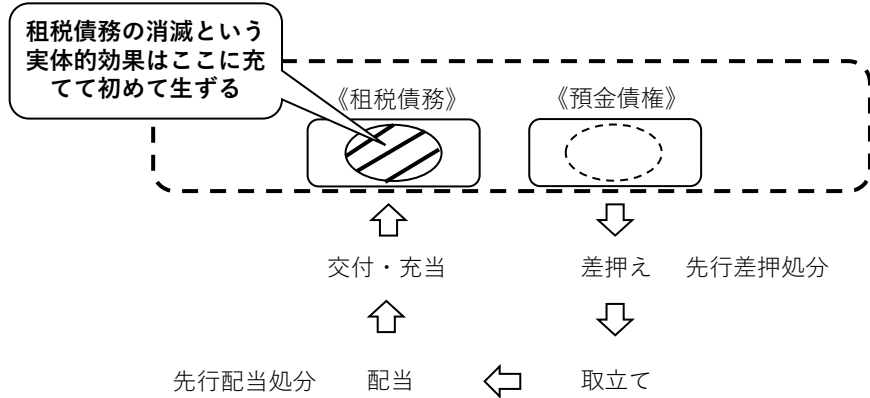 租税債務の消滅という
実体的効果はここに充
てて初めて生ずる
《租税債務》 《預金債権》
交付・充当 差押え 先行差押処分
先行配当処分 配当 取立て